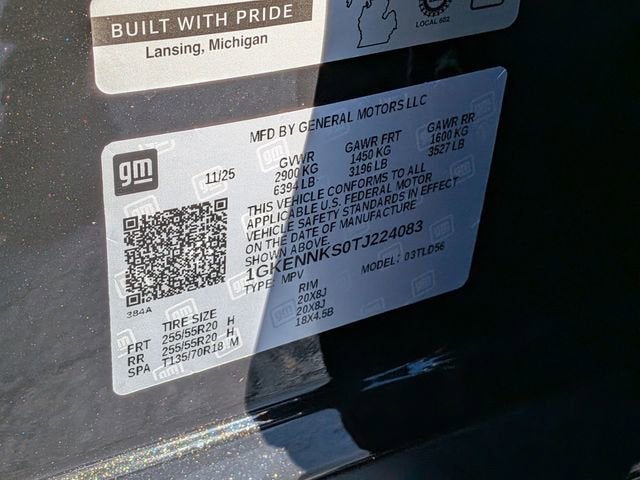 BUILT WITH PRIDE
Lansing, Michigan
LOCAL 602
MFD BY GENERAL MOTORS LLC
gm
11/25
GVWR GAWR FRT GAWR RR
2900 KG 1450 KG 1600 KG
6394 LB 3196 LB 3527 LB
THIS VEHICLE CONFORMS TO ALL
APPLICABLE U.S. FEDERAL MOTOR
VEHICLE SAFETY STANDARDS IN EFFECT
ON THE DATE OF MANUFACTURE
SHOWN ABOVE.
1GKENNKS0TJ224083
TYPE: MPV MODEL: 03TLD56
384A
TIRE SIZE RIM
FRT 255/55R20 H 20X8J
RR 255/55R20 H 20X8J
SPA T135/70R18 M 18X4.5B